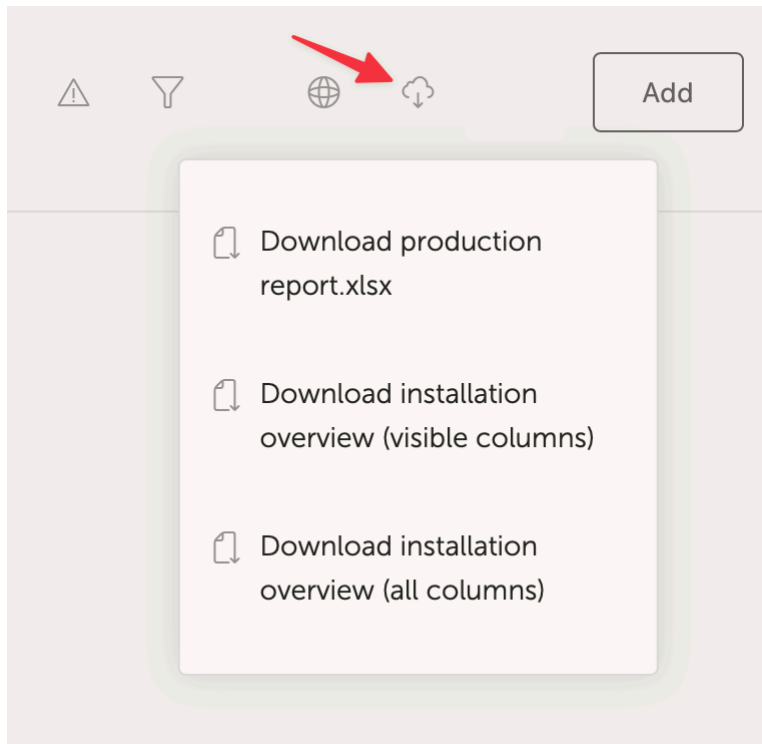 Add
Download production
report.xlsx
Download installation
overview (visible columns)
Download installation
overview (all columns)